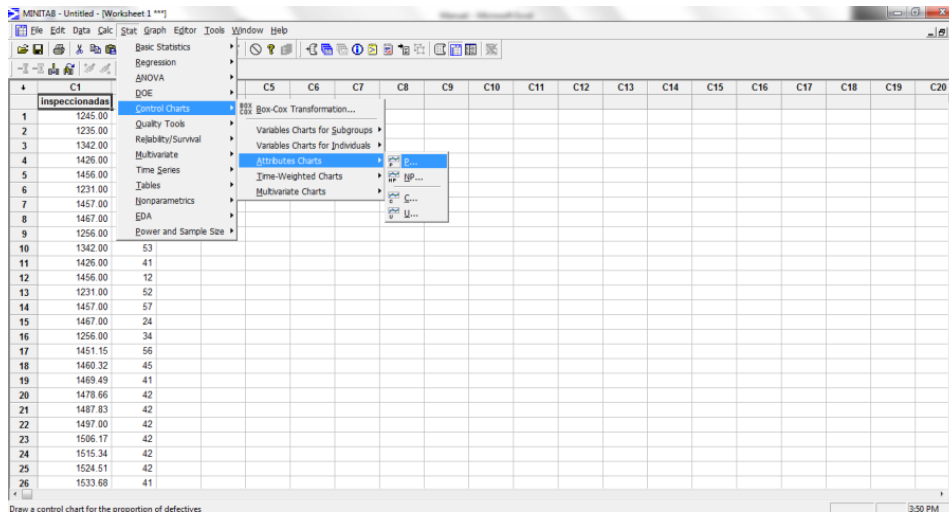 MINITAB - Untitled - [Worksheet 1 ***]
File Edit Data Calc Stat Graph Editor Tools Window Help
Basic Statistics
Regression
ANOVA
DOE
Control Charts
Quality Tools
Reliability/Survival
Multivariate
Time Series
Tables
Nonparametrics
EDA
Power and Sample Size
BOX COX Box-Cox Transformation...
Variables Charts for Subgroups
Variables Charts for Individuals
Attributes Charts
Time-Weighted Charts
Multivariate Charts
P...
NP...
C...
U...
C1 C5 C6 C7 C8 C9 C10 C11 C12 C13 C14 C15 C16 C17 C18 C19 C20
inspeccionadas
1 1245.00
2 1235.00
3 1342.00
4 1426.00
5 1456.00
6 1231.00
7 1457.00
8 1467.00
9 1256.00
10 1342.00 53
11 1426.00 41
12 1456.00 12
13 1231.00 52
14 1457.00 57
15 1467.00 24
16 1256.00 34
17 1451.15 56
18 1460.32 45
19 1469.49 41
20 1478.66 42
21 1487.83 42
22 1497.00 42
23 1506.17 42
24 1515.34 42
25 1524.51 42
26 1533.68 41
Draw a control chart for the proportion of defectives
3:50 PM